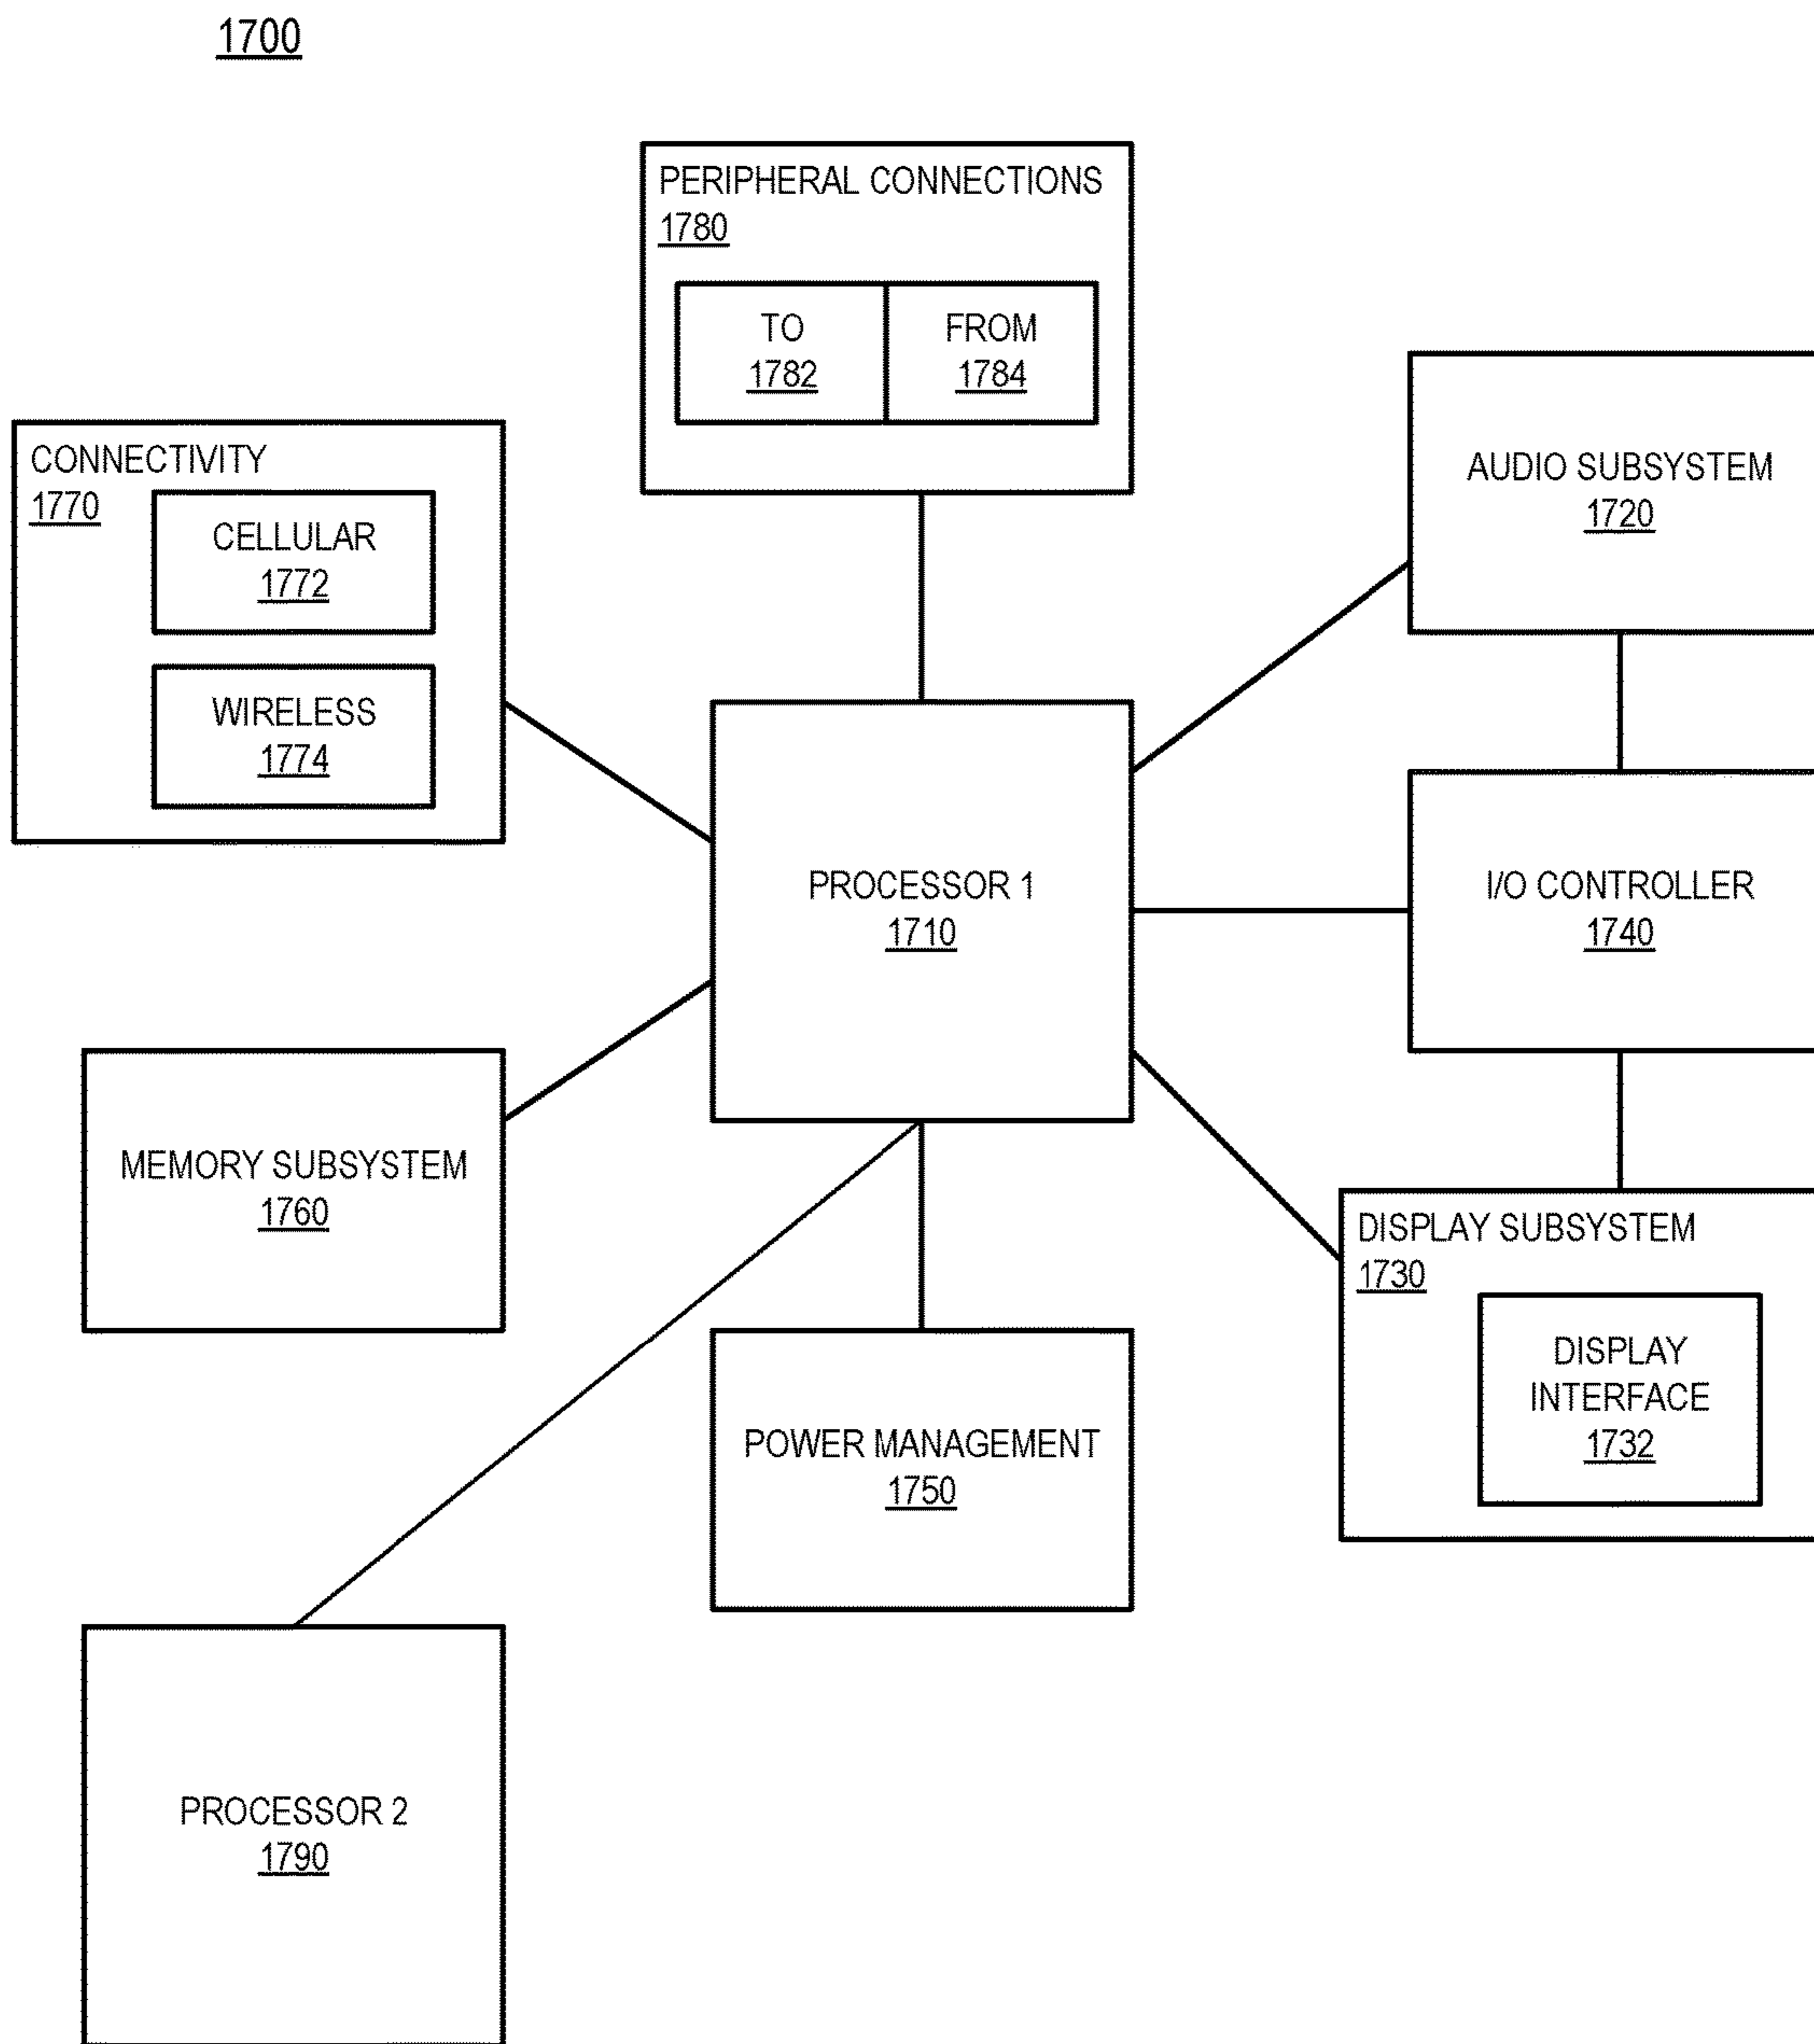 1700
PERIPHERAL CONNECTIONS
1780
TO
1782
FROM
1784
CONNECTIVITY
1770
CELLULAR
1772
WIRELESS
1774
AUDIO SUBSYSTEM
1720
PROCESSOR 1
1710
I/O CONTROLLER
1740
MEMORY SUBSYSTEM
1760
DISPLAY SUBSYSTEM
1730
DISPLAY
INTERFACE
1732
POWER MANAGEMENT
1750
PROCESSOR 2
1790